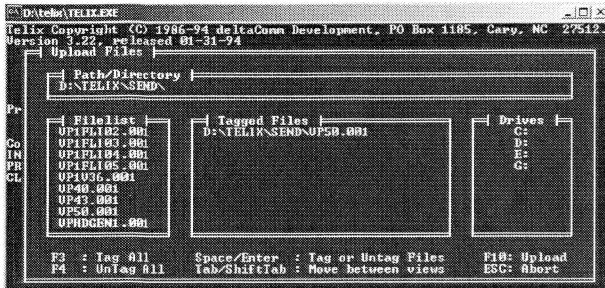 D:\telix\TELIX.EXE
Telix Copyright (C) 1986-94 deltaComm Development, PO Box 1185, Cary, NC 27512.
Version 3.22, released 01-31-94
Upload Files
Path/Directory
D:\TELIX\SEND\
Pr
Filelist
VP1FLI02.001
VP1FLI03.001
VP1FLI04.001
VP1FLI05.001
VP1V36.001
VP40.001
VP43.001
VP50.001
VPHDGEN1.001
Tagged Files
D:\TELIX\SEND\VP50.001
Drives
C:
D:
E:
G:
Co
IN
PR
CL
F3 : Tag All
Space/Enter : Tag or Untag Files
F10: Upload
F4 : UnTag All
Tab/ShiftTab : Move between views
ESC: Abort